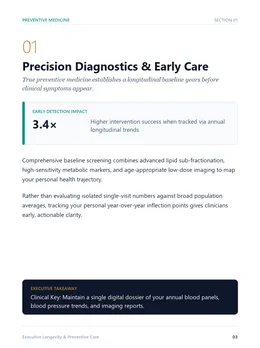 PREVENTIVE MEDICINE
SECTION 01
01
Precision Diagnostics & Early Care
True preventive medicine establishes a longitudinal baseline years before
clinical symptoms appear.
EARLY DETECTION IMPACT
3.4×
Higher intervention success when tracked via annual
longitudinal trends
Comprehensive baseline screening combines advanced lipid sub-fractionation,
high-sensitivity metabolic markers, and age-appropriate low-dose imaging to map
your personal health trajectory.
Rather than evaluating isolated single-visit numbers against broad population
averages, tracking your personal year-over-year inflection points gives clinicians
early, actionable clarity.
EXECUTIVE TAKEAWAY
Clinical Key: Maintain a single digital dossier of your annual blood panels,
blood pressure trends, and imaging reports.
Executive Longevity & Preventive Care
03